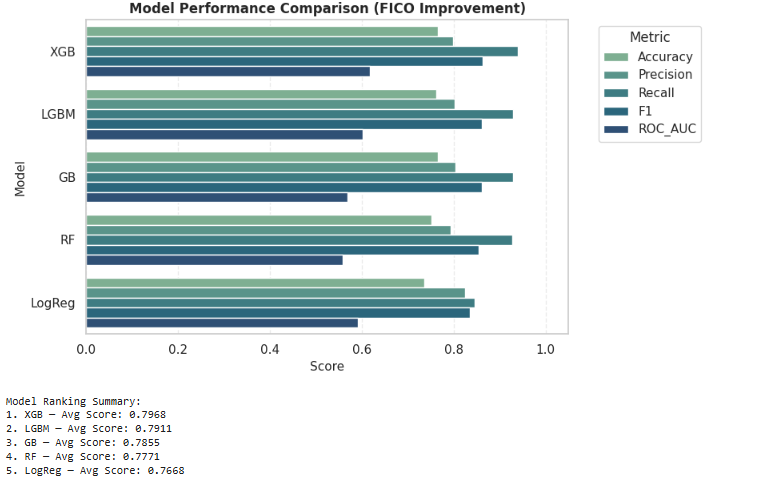 Model Performance Comparison (FICO Improvement)
Metric
Accuracy
Precision
Recall
F1
ROC_AUC
Model
XGB
LGBM
GB
RF
LogReg
0.0 0.2 0.4 0.6 0.8 1.0
Score
Model Ranking Summary:
1. XGB — Avg Score: 0.7968
2. LGBM — Avg Score: 0.7911
3. GB — Avg Score: 0.7855
4. RF — Avg Score: 0.7771
5. LogReg — Avg Score: 0.7668